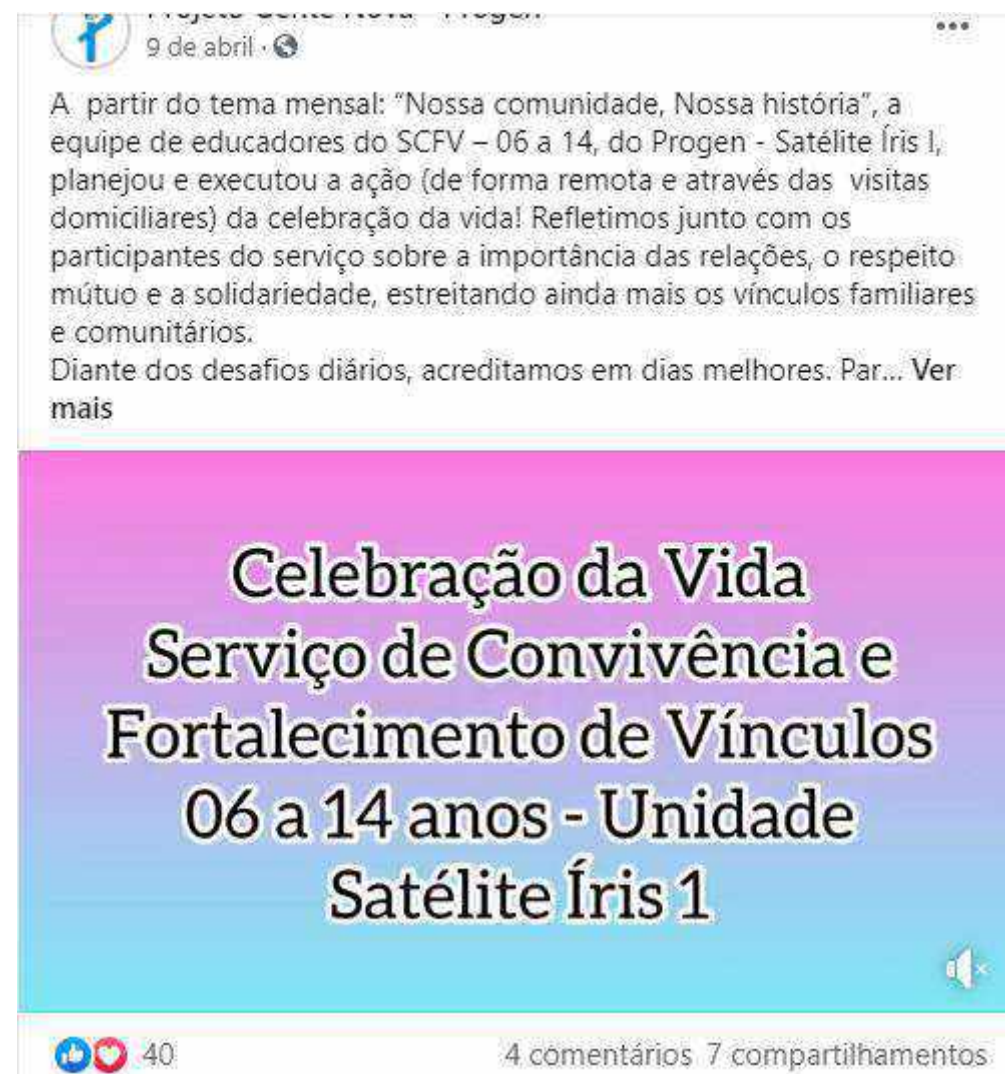 Projeto Gente Nova - Progen
9 de abril ·
A partir do tema mensal: “Nossa comunidade, Nossa história”, a
equipe de educadores do SCFV – 06 a 14, do Progen - Satélite Íris I,
planejou e executou a ação (de forma remota e através das visitas
domiciliares) da celebração da vida! Refletimos junto com os
participantes do serviço sobre a importância das relações, o respeito
mútuo e a solidariedade, estreitando ainda mais os vínculos familiares
e comunitários.
Diante dos desafios diários, acreditamos em dias melhores. Par... Ver
mais
Celebração da Vida
Serviço de Convivência e
Fortalecimento de Vínculos
06 a 14 anos - Unidade
Satélite Íris 1
40 4 comentários 7 compartilhamentos